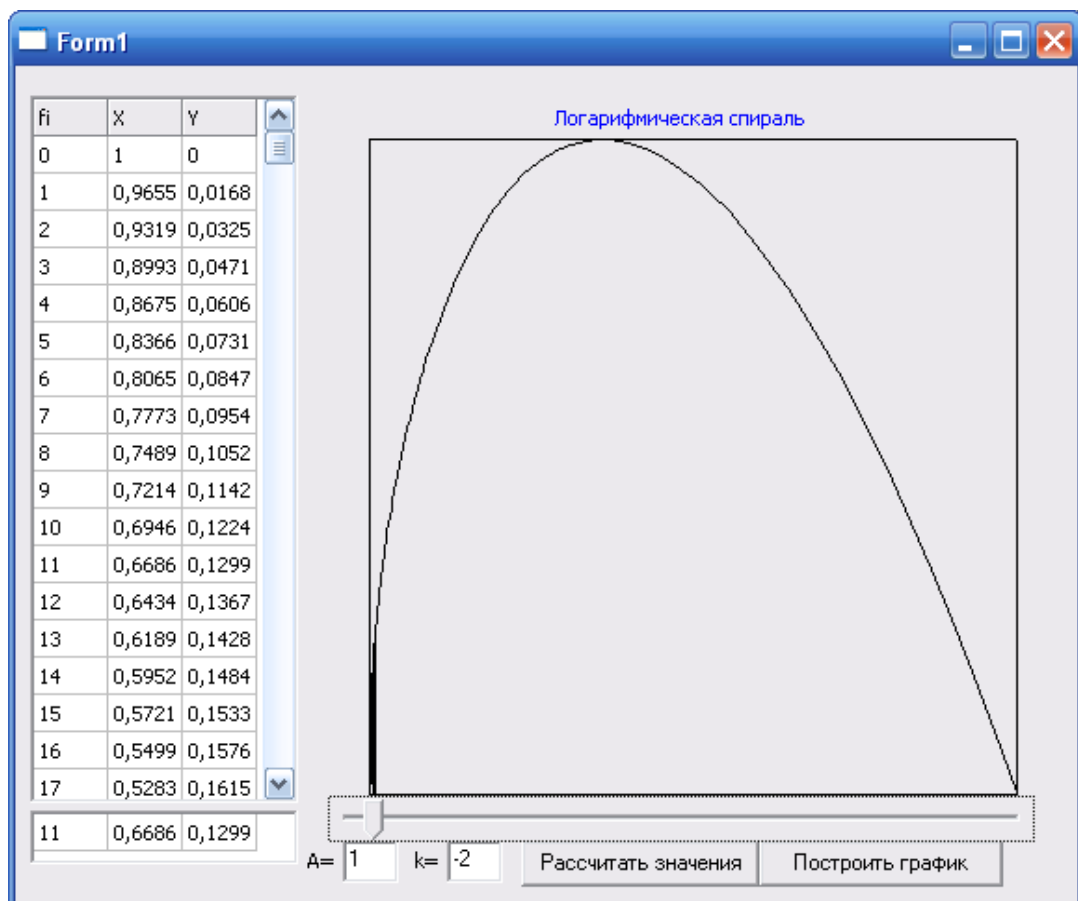 Form1
Логарифмическая спираль
fi X Y
0 1 0
1 0,9655 0,0168
2 0,9319 0,0325
3 0,8993 0,0471
4 0,8675 0,0606
5 0,8366 0,0731
6 0,8065 0,0847
7 0,7773 0,0954
8 0,7489 0,1052
9 0,7214 0,1142
10 0,6946 0,1224
11 0,6686 0,1299
12 0,6434 0,1367
13 0,6189 0,1428
14 0,5952 0,1484
15 0,5721 0,1533
16 0,5499 0,1576
17 0,5283 0,1615
11 0,6686 0,1299
A= 1 k= -2 Рассчитать значения Построить график